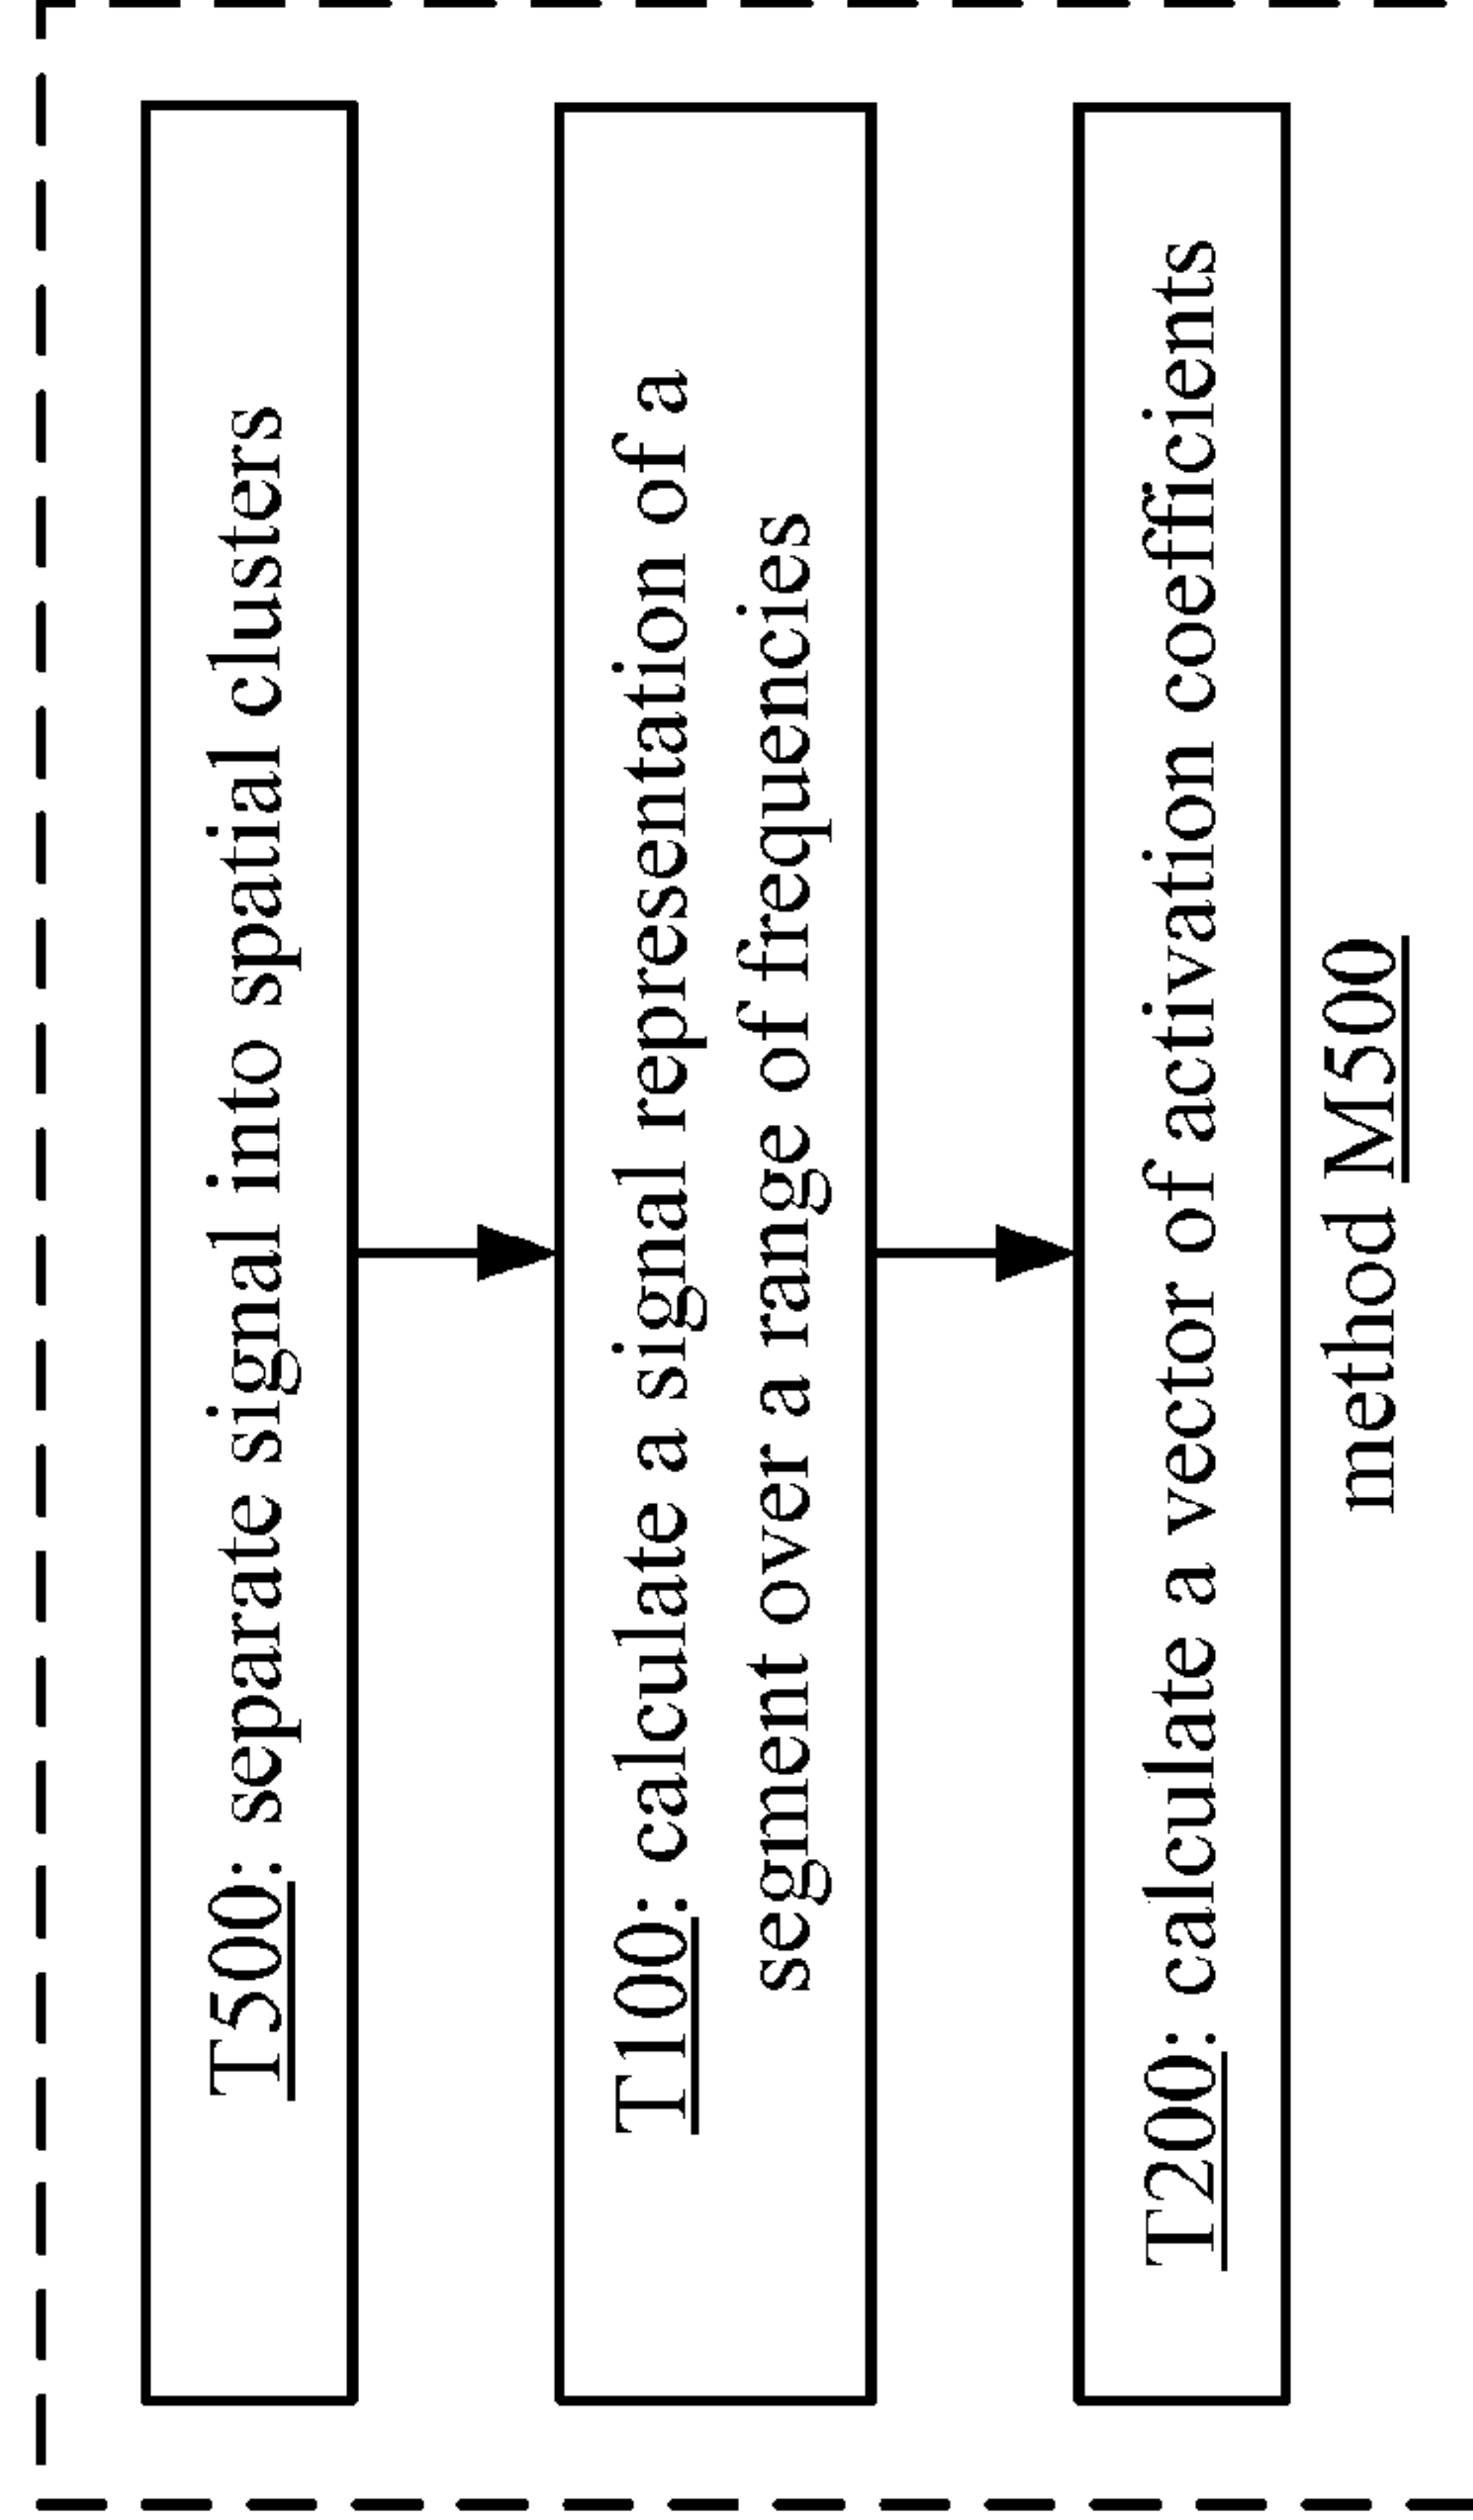 T500: separate signal into spatial clusters
T100: calculate a signal representation of a
segment over a range of frequencies
T200: calculate a vector of activation coefficients
method M500